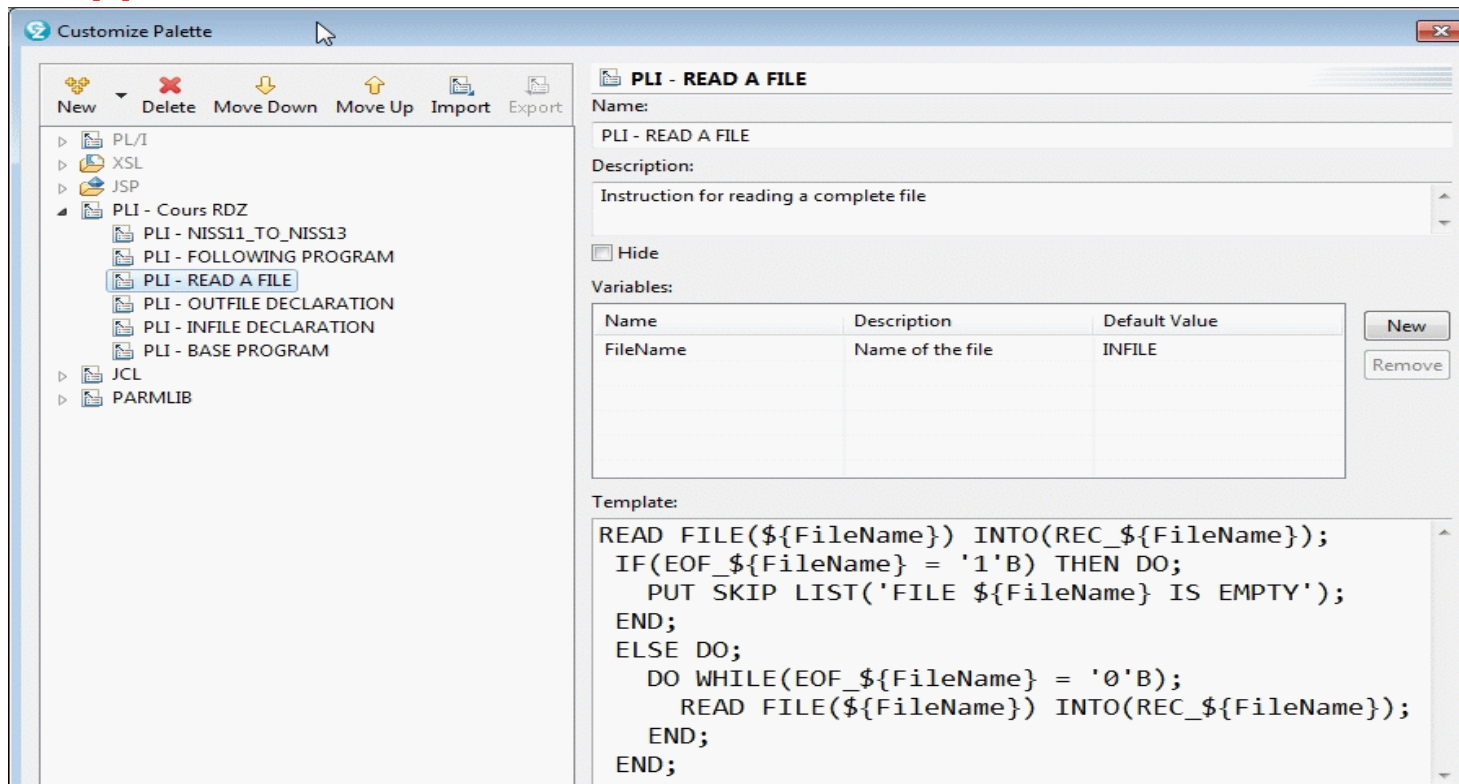 Customize Palette
New Delete Move Down Move Up Import Export
PL/I
XSL
JSP
PLI - Cours RDZ
PLI - NISS11_TO_NISS13
PLI - FOLLOWING PROGRAM
PLI - READ A FILE
PLI - OUTFILE DECLARATION
PLI - INFILE DECLARATION
PLI - BASE PROGRAM
JCL
PARMLIB
PLI - READ A FILE
Name:
PLI - READ A FILE
Description:
Instruction for reading a complete file
Hide
Variables:
Name Description Default Value
FileName Name of the file INFILE
New
Remove
Template:
READ FILE(${FileName}) INTO(REC_${FileName});
IF(EOF_${FileName} = '1'B) THEN DO;
PUT SKIP LIST('FILE ${FileName} IS EMPTY');
END;
ELSE DO;
DO WHILE(EOF_${FileName} = '0'B);
READ FILE(${FileName}) INTO(REC_${FileName});
END;
END;